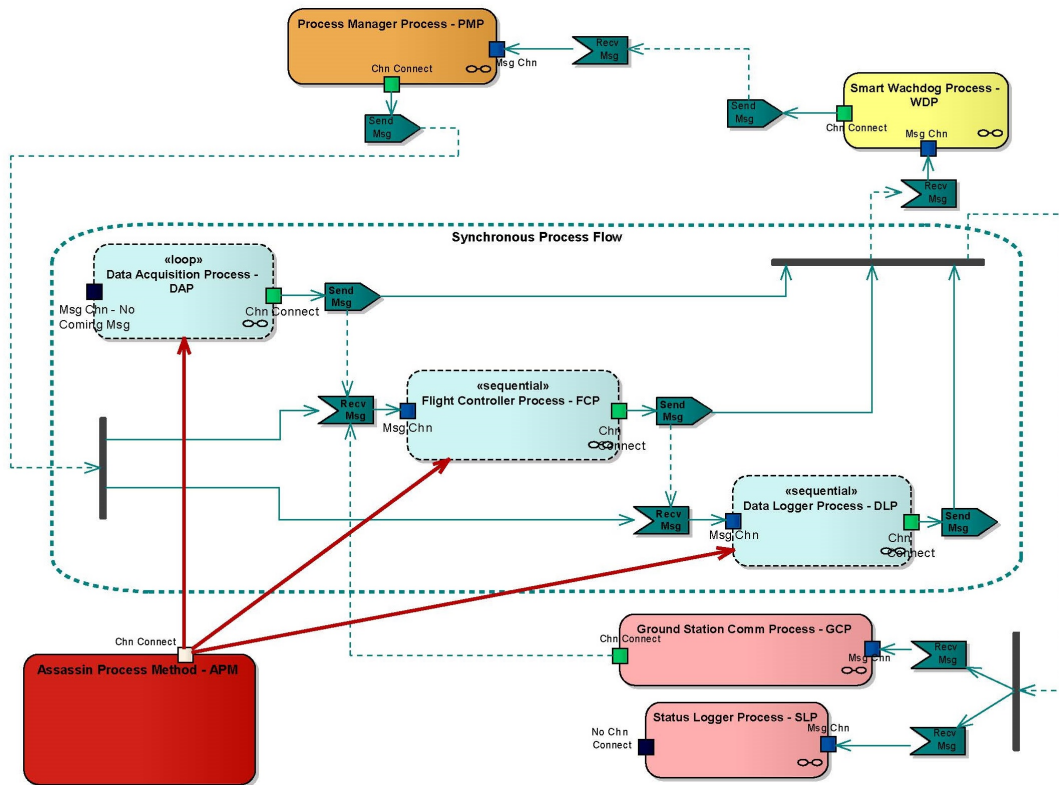 Process Manager Process - PMP
Recv
Msg
Msg Chn
Chn Connect
Send
Msg
Send
Msg
Smart Wachdog Process -
WDP
Chn Connect
Msg Chn
Recv
Msg
Synchronous Process Flow
«loop»
Data Acquisition Process -
DAP
Msg Chn - No
Coming Msg
Chn Connect
Send
Msg
«sequential»
Flight Controller Process - FCP
Recv
Msg
Msg Chn
Chn
Connect
Send
Msg
«sequential»
Data Logger Process - DLP
Recv
Msg
Msg Chn
Chn
Connect
Send
Msg
Chn Connect
Assassin Process Method - APM
Ground Station Comm Process - GCP
Chn Connect
Msg Chn
Recv
Msg
Status Logger Process - SLP
No Chn
Connect
Msg Chn
Recv
Msg